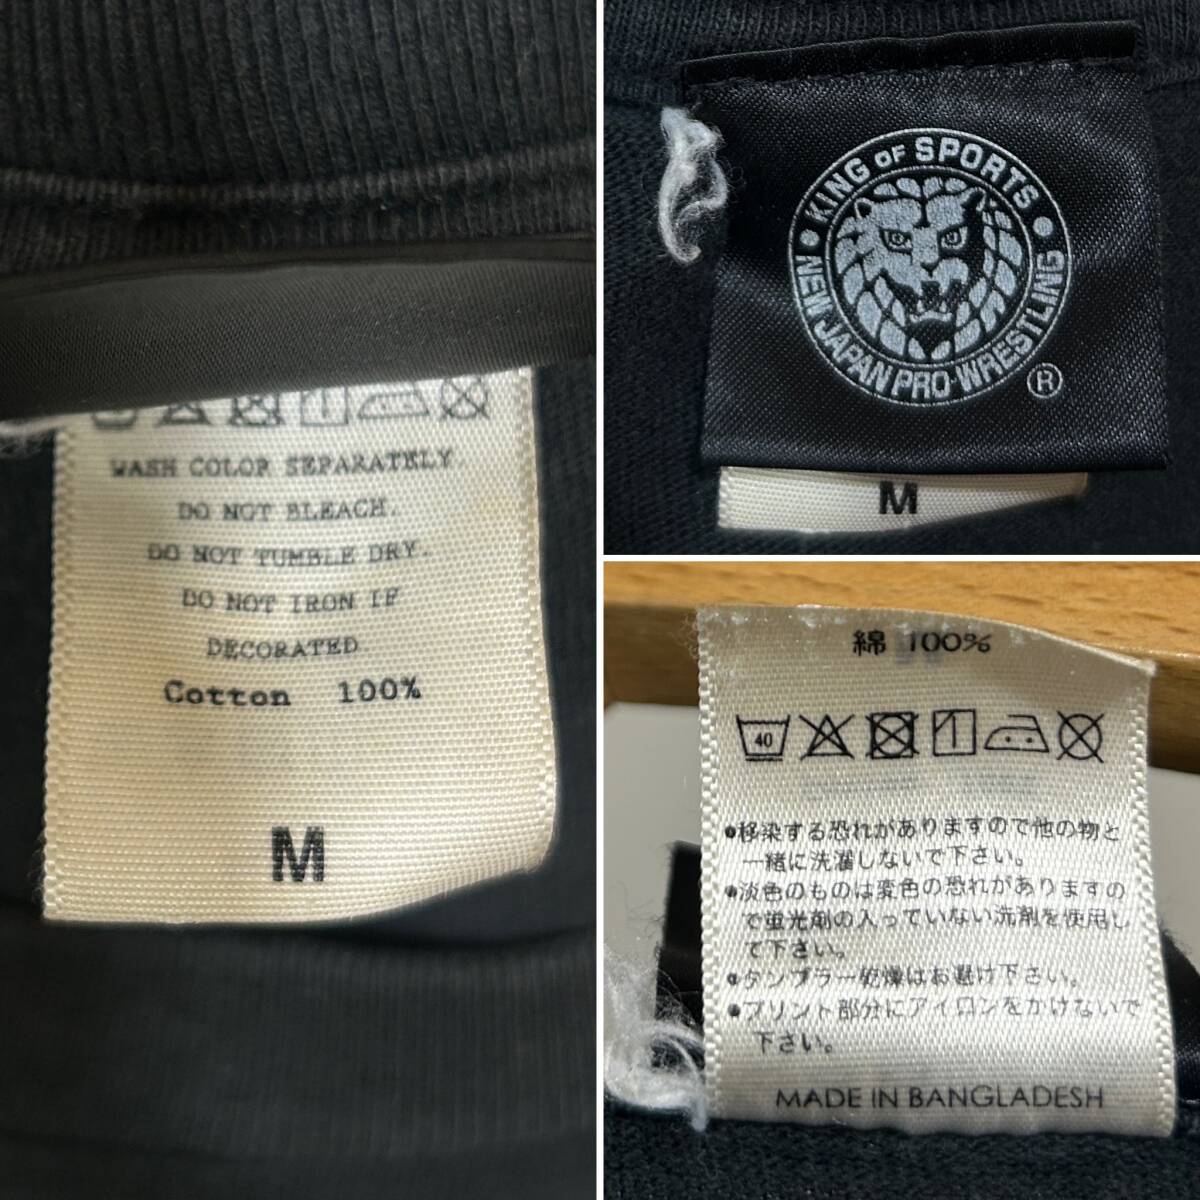 WASH COLOR SEPARATELY.
DO NOT BLEACH.
DO NOT TUMBLE DRY.
DO NOT IRON IF
DECORATED
Cotton 100%
M
KING OF SPORTS
NEW JAPAN PRO-WRESTLING
®
M
綿 100%
40
●移染する恐れがありますので他の物と
一緒に洗濯しないで下さい。
●淡色のものは変色の恐れがありますの
で蛍光剤の入っていない洗剤を使用し
て下さい。
●タンブラー乾燥はお避け下さい。
●プリント部分にアイロンをかけないで
下さい。
MADE IN BANGLADESH